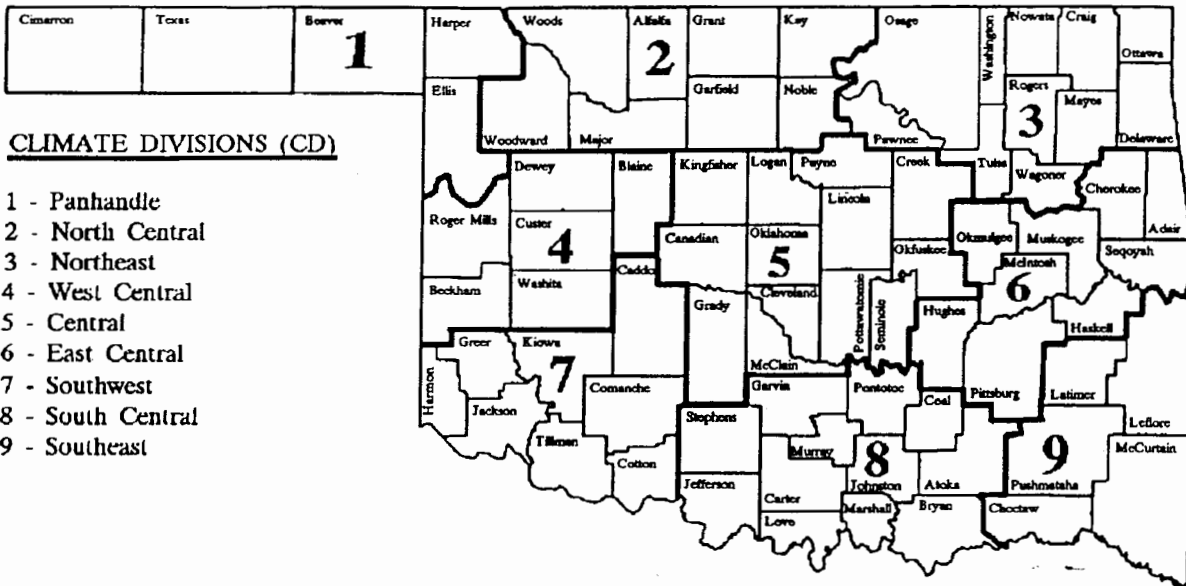 Cimarron Texas Beaver Harper Woods Alfalfa Grant Kay Osage Washington Nowata Craig
1 2 Ottawa
Ellis Garfield Noble Rogers Mayes
3
CLIMATE DIVISIONS (CD) Woodward Major Pawnee Delaware
Dewey Blaine Kingfisher Logan Payne Creek Tulsa Wagoner Cherokee
1 - Panhandle
2 - North Central Roger Mills Custer Lincoln Adair
3 - Northeast 4 Canadian Oklahoma Okfuskee Okmulgee Muskogee Sequoyah
4 - West Central Beckham Washita Caddo 5 McIntosh
5 - Central Grady Cleveland Pottawatomie Seminole Hughes 6 Haskell
6 - East Central Greer Kiowa
7 - Southwest Harmon 7 Comanche McClain Garvin Pontotoc Coal Pittsburg Latimer
8 - South Central Jackson Stephens Leflore
9 - Southeast Tillman Cotton Murray 8 9 McCurtain
Jefferson Johnston Atoka Pushmataha
Carter Marshall Bryan Choctaw
Love